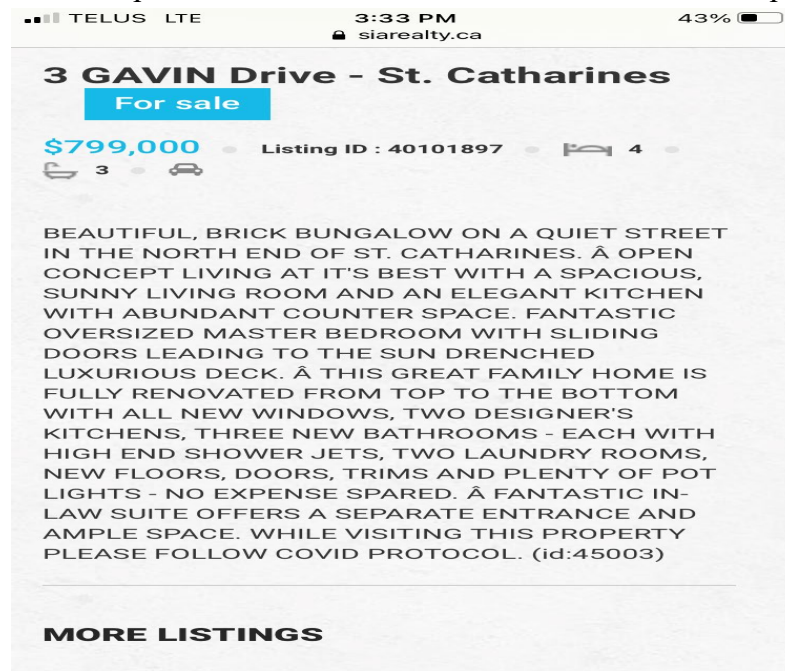 TELUS LTE 3:33 PM 43%
siarealty.ca
3 GAVIN Drive - St. Catharines
For sale
$799,000 Listing ID : 40101897 4
3
BEAUTIFUL, BRICK BUNGALOW ON A QUIET STREET
IN THE NORTH END OF ST. CATHARINES. Â OPEN
CONCEPT LIVING AT IT'S BEST WITH A SPACIOUS,
SUNNY LIVING ROOM AND AN ELEGANT KITCHEN
WITH ABUNDANT COUNTER SPACE. FANTASTIC
OVERSIZED MASTER BEDROOM WITH SLIDING
DOORS LEADING TO THE SUN DRENCHED
LUXURIOUS DECK. Â THIS GREAT FAMILY HOME IS
FULLY RENOVATED FROM TOP TO THE BOTTOM
WITH ALL NEW WINDOWS, TWO DESIGNER'S
KITCHENS, THREE NEW BATHROOMS - EACH WITH
HIGH END SHOWER JETS, TWO LAUNDRY ROOMS,
NEW FLOORS, DOORS, TRIMS AND PLENTY OF POT
LIGHTS - NO EXPENSE SPARED. Â FANTASTIC IN-
LAW SUITE OFFERS A SEPARATE ENTRANCE AND
AMPLE SPACE. WHILE VISITING THIS PROPERTY
PLEASE FOLLOW COVID PROTOCOL. (id:45003)
MORE LISTINGS